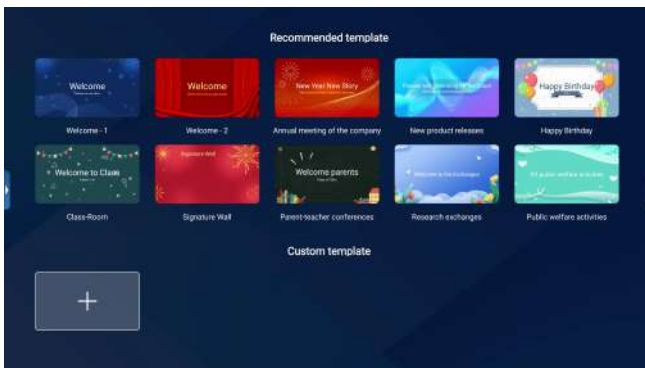 Recommended template
Welcome
Welcome
New Year New Story
Happy Birthday
Welcome - 1
Welcome - 2
Annual meeting of the company
New product releases
Happy Birthday
Welcome to Class
Signature Wall
Welcome parents
Welcome to the Exchanges
All public welfare activities
Class-Room
Signature Wall
Parent-teacher conferences
Research exchanges
Public welfare activities
Custom template